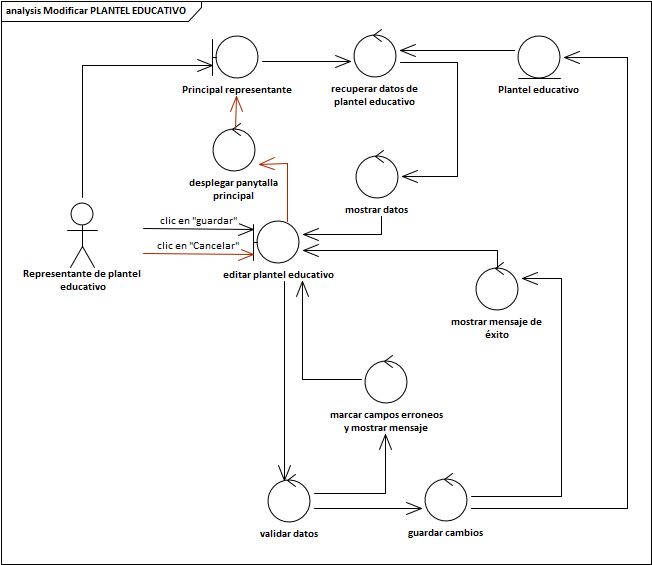 analysis Modificar PLANTEL EDUCATIVO
Principal representante
recuperar datos de
plantel educativo
Plantel educativo
desplegar panytalla
principal
mostrar datos
clic en "guardar"
clic en "Cancelar"
Representante de plantel
educativo
editar plantel educativo
mostrar mensaje de
éxito
marcar campos erroneos
y mostrar mensaje
validar datos
guardar cambios